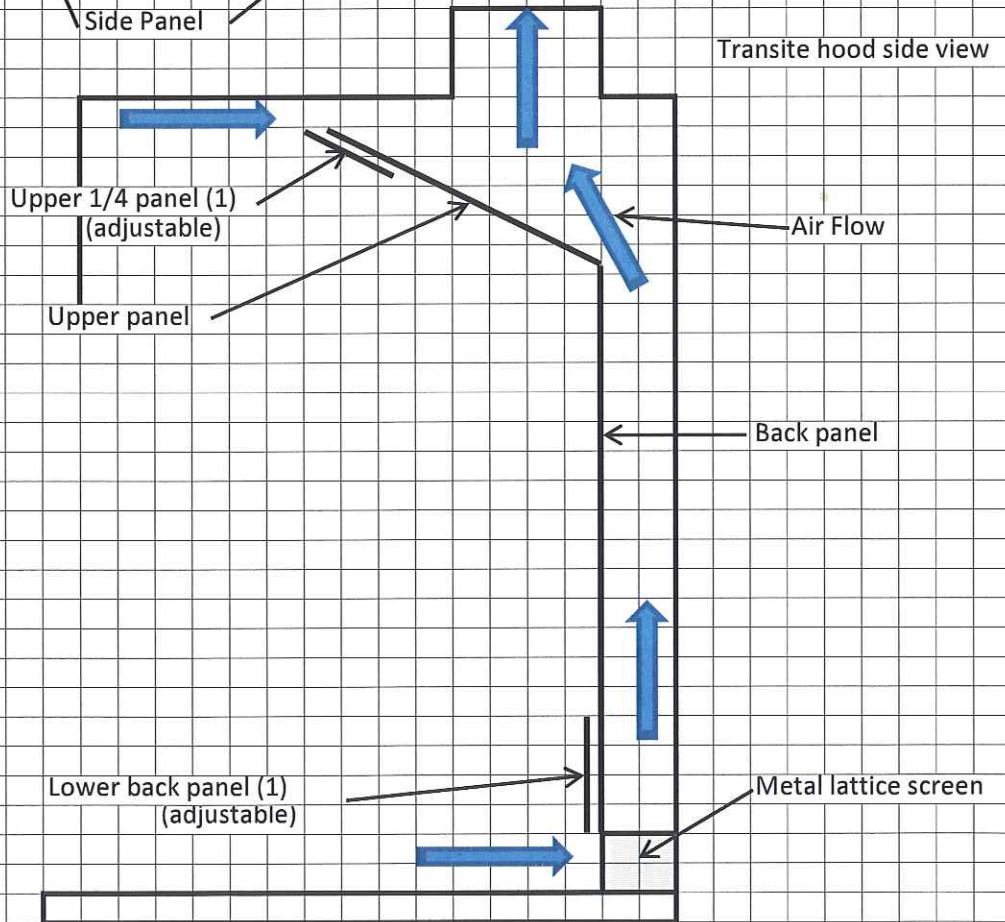 Side Panel
Transite hood side view
Upper 1/4 panel (1)
(adjustable)
Air Flow
Upper panel
Back panel
Lower back panel (1)
(adjustable)
Metal lattice screen